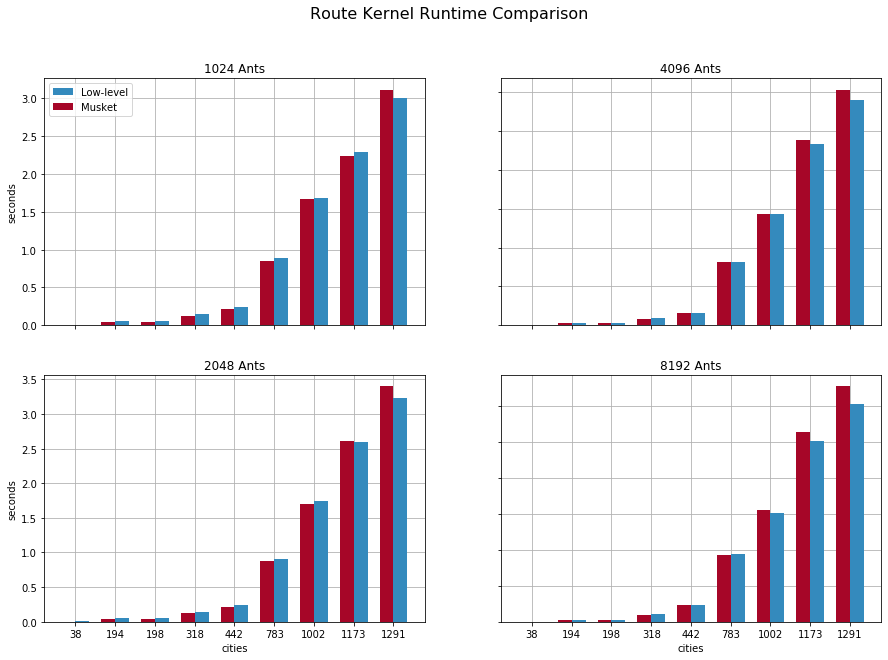 Route Kernel Runtime Comparison
1024 Ants
Low-level
Musket
3.0
2.5
2.0
1.5
1.0
0.5
0.0
seconds
4096 Ants
2048 Ants
3.5
3.0
2.5
2.0
1.5
1.0
0.5
0.0
seconds
38 194 198 318 442 783 1002 1173 1291
cities
8192 Ants
38 194 198 318 442 783 1002 1173 1291
cities